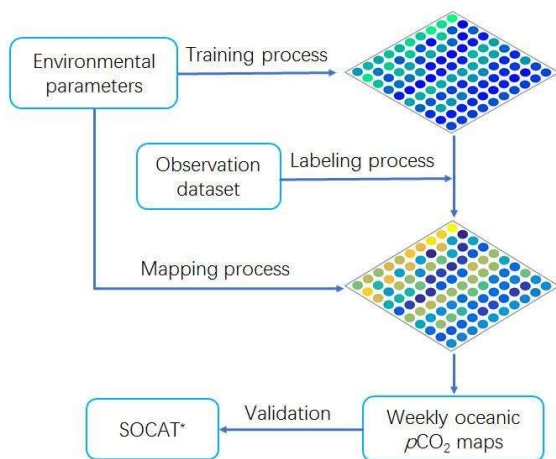 Environmental
parameters
Training process
Observation
dataset
Labeling process
Mapping process
SOCAT*
Validation
Weekly oceanic
pCO₂ maps